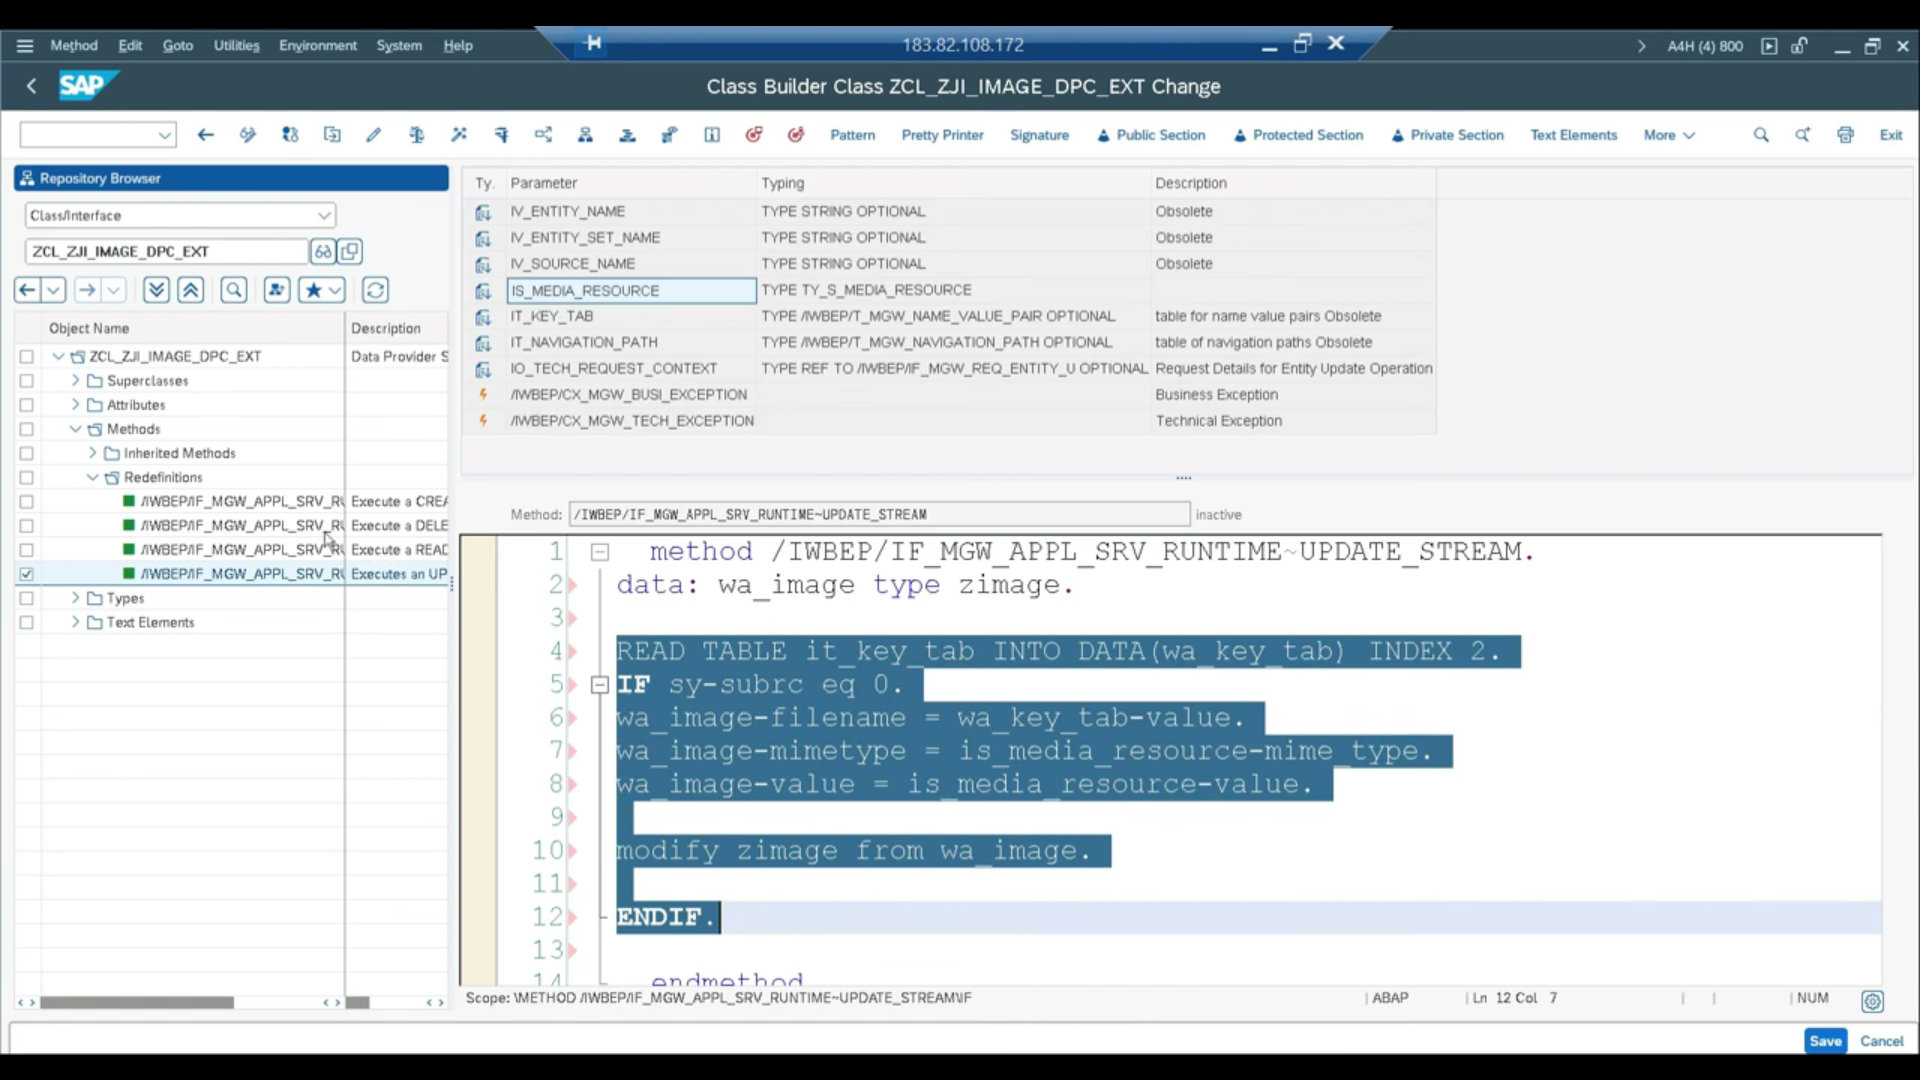 Method Edit Goto Utilities Environment System Help
183.82.108.172
A4H (4) 800
SAP
Class Builder Class ZCL_ZJI_IMAGE_DPC_EXT Change
Pattern Pretty Printer Signature Public Section Protected Section Private Section Text Elements More Exit
Repository Browser
Class/Interface
ZCL_ZJI_IMAGE_DPC_EXT
Object Name Description
ZCL_ZJI_IMAGE_DPC_EXT Data Provider S
Superclasses
Attributes
Methods
Inherited Methods
Redefinitions
/IWBEP/IF_MGW_APPL_SRV_RU Execute a CREA
/IWBEP/IF_MGW_APPL_SRV_RU Execute a DELE
/IWBEP/IF_MGW_APPL_SRV_RU Execute a READ
/IWBEP/IF_MGW_APPL_SRV_RU Executes an UP
Types
Text Elements
Ty. Parameter Typing Description
IV_ENTITY_NAME TYPE STRING OPTIONAL Obsolete
IV_ENTITY_SET_NAME TYPE STRING OPTIONAL Obsolete
IV_SOURCE_NAME TYPE STRING OPTIONAL Obsolete
IS_MEDIA_RESOURCE TYPE TY_S_MEDIA_RESOURCE
IT_KEY_TAB TYPE /IWBEP/T_MGW_NAME_VALUE_PAIR OPTIONAL table for name value pairs Obsolete
IT_NAVIGATION_PATH TYPE /IWBEP/T_MGW_NAVIGATION_PATH OPTIONAL table of navigation paths Obsolete
IO_TECH_REQUEST_CONTEXT TYPE REF TO /IWBEP/IF_MGW_REQ_ENTITY_U OPTIONAL Request Details for Entity Update Operation
/IWBEP/CX_MGW_BUSI_EXCEPTION Business Exception
/IWBEP/CX_MGW_TECH_EXCEPTION Technical Exception
Method: /IWBEP/IF_MGW_APPL_SRV_RUNTIME~UPDATE_STREAM inactive
1 method /IWBEP/IF_MGW_APPL_SRV_RUNTIME~UPDATE_STREAM.
2 data: wa_image type zimage.
3
4 READ TABLE it_key_tab INTO DATA(wa_key_tab) INDEX 2.
5 IF sy-subrc eq 0.
6 wa_image-filename = wa_key_tab-value.
7 wa_image-mimetype = is_media_resource-mime_type.
8 wa_image-value = is_media_resource-value.
9
10 modify zimage from wa_image.
11
12 ENDIF.
13
14 endmethod
Scope: \METHOD /IWBEP/IF_MGW_APPL_SRV_RUNTIME~UPDATE_STREAM\IF ABAP Ln 12 Col 7 NUM
Save Cancel